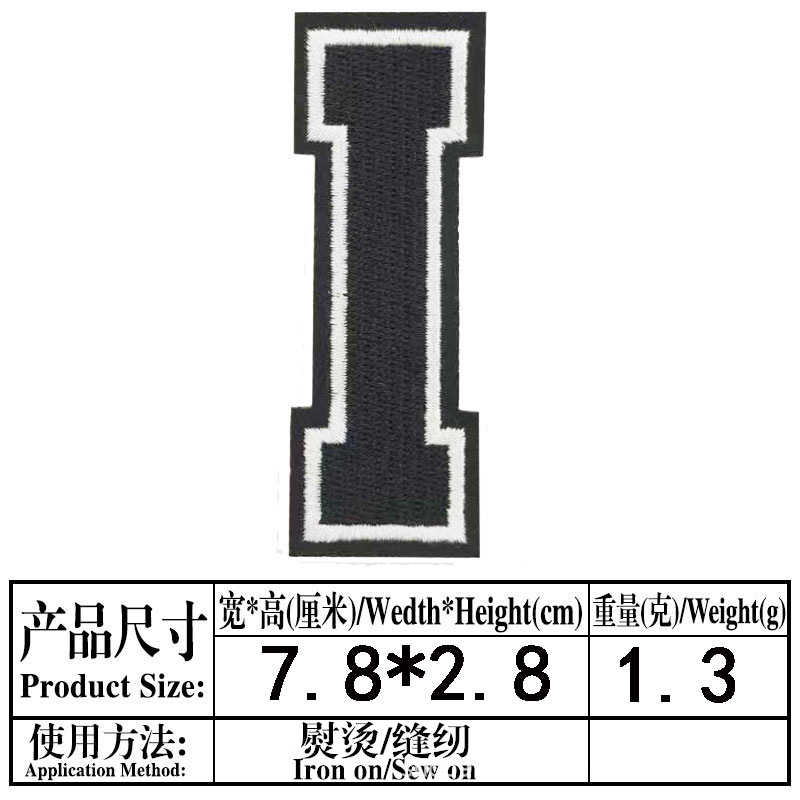 I
产品尺寸
Product Size:
宽*高(厘米)/Wedth*Height(cm)
重量(克)/Weight(g)
7.8*2.8
1.3
使用方法:
Application Method:
熨烫/缝纫
Iron on/Sew on